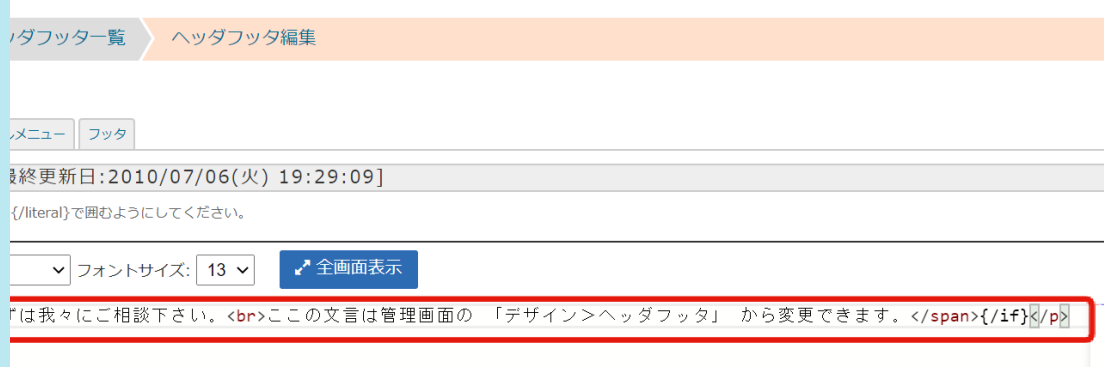 ッダフッター覧 ヘッダフッタ編集
ルメニュー フッタ
最終更新日:2010/07/06(火) 19:29:09]
{/literal}で囲むようにしてください。
フォントサイズ: 13 全画面表示
ずは我々にご相談下さい。<br>ここの文言は管理画面の 「デザイン＞ヘッダフッタ」 から変更できます。</span>{/if}</p>